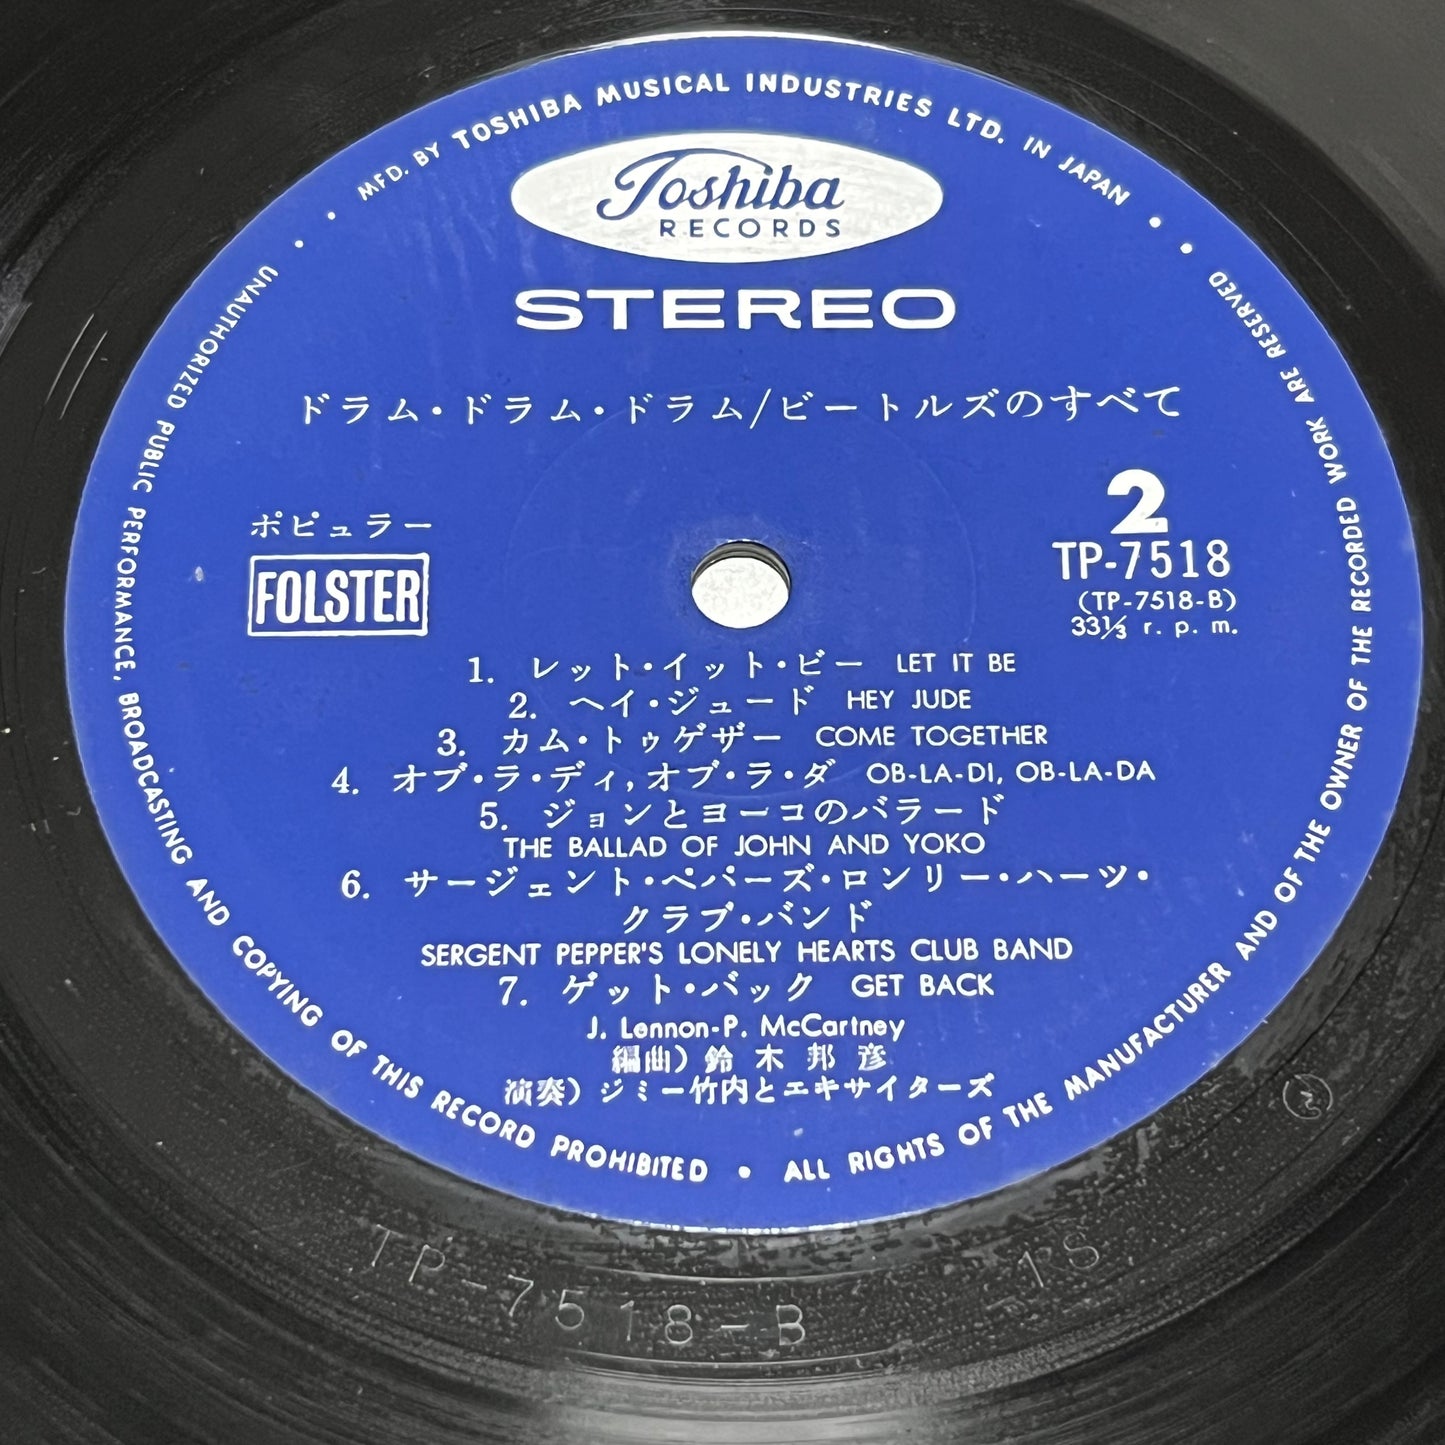 MFD. BY TOSHIBA MUSICAL INDUSTRIES LTD. IN JAPAN
Toshiba
RECORDS
STEREO
ドラム・ドラム・ドラム/ビートルズのすべて
ポピュラー
FOLSTER
2
TP-7518
(TP-7518-B)
33⅓ r. p. m.
1. レット・イット・ビー LET IT BE
2. ヘイ・ジュード HEY JUDE
3. カム・トゥゲザー COME TOGETHER
4. オブ・ラ・ディ,オブ・ラ・ダ OB-LA-DI, OB-LA-DA
5. ジョンとヨーコのバラード
THE BALLAD OF JOHN AND YOKO
6. サージェント・ペパーズ・ロンリー・ハーツ・
クラブ・バンド
SERGENT PEPPER'S LONELY HEARTS CLUB BAND
7. ゲット・バック GET BACK
J. Lennon-P. McCartney
編曲) 鈴木邦彦
演奏) ジミー竹内とエキサイターズ
UNAUTHORIZED PUBLIC PERFORMANCE, BROADCASTING AND COPYING OF THIS RECORD PROHIBITED • ALL RIGHTS OF THE MANUFACTURER AND OF THE OWNER OF THE RECORDED WORK ARE RESERVED
TP-7518-B 1S